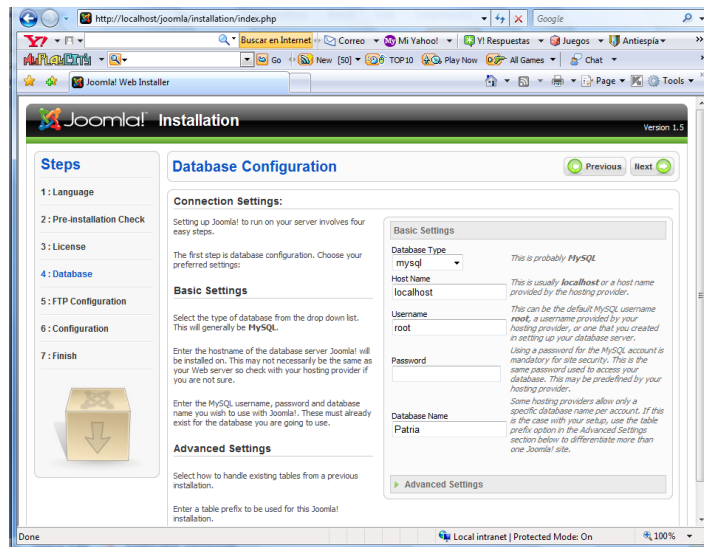 http://localhost/joomla/installation/index.php
Google
Y?
Buscar en Internet
Correo
Mi Yahoo!
Y! Respuestas
Juegos
Antiespía
Go
New [50]
TOP10
Play Now
All Games
Chat
Joomla! Web Installer
Page
Tools
Joomla! Installation
Version 1.5
Steps
1 : Language
2 : Pre-installation Check
3 : License
4 : Database
5 : FTP Configuration
6 : Configuration
7 : Finish
Database Configuration
Previous
Next
Connection Settings:
Setting up Joomla! to run on your server involves four
easy steps.
The first step is database configuration. Choose your
preferred settings:
Basic Settings
Select the type of database from the drop down list.
This will generally be MySQL.
Enter the hostname of the database server Joomla! will
be installed on. This may not necessarily be the same as
your Web server so check with your hosting provider if
you are not sure.
Enter the MySQL username, password and database
name you wish to use with Joomla!. These must already
exist for the database you are going to use.
Advanced Settings
Select how to handle existing tables from a previous
installation.
Enter a table prefix to be used for this Joomla!
installation.
Basic Settings
Database Type
mysql
This is probably MySQL
Host Name
localhost
This is usually localhost or a host name
provided by the hosting provider.
Username
root
This can be the default MySQL username
root, a username provided by your
hosting provider, or one that you created
in setting up your database server.
Password
Using a password for the MySQL account is
mandatory for site security. This is the
same password used to access your
database. This may be predefined by your
hosting provider.
Database Name
Patria
Some hosting providers allow only a
specific database name per account. If this
is the case with your setup, use the table
prefix option in the Advanced Settings
section below to differentiate more than
one Joomla! site.
Advanced Settings
Done
Local intranet | Protected Mode: On
100%